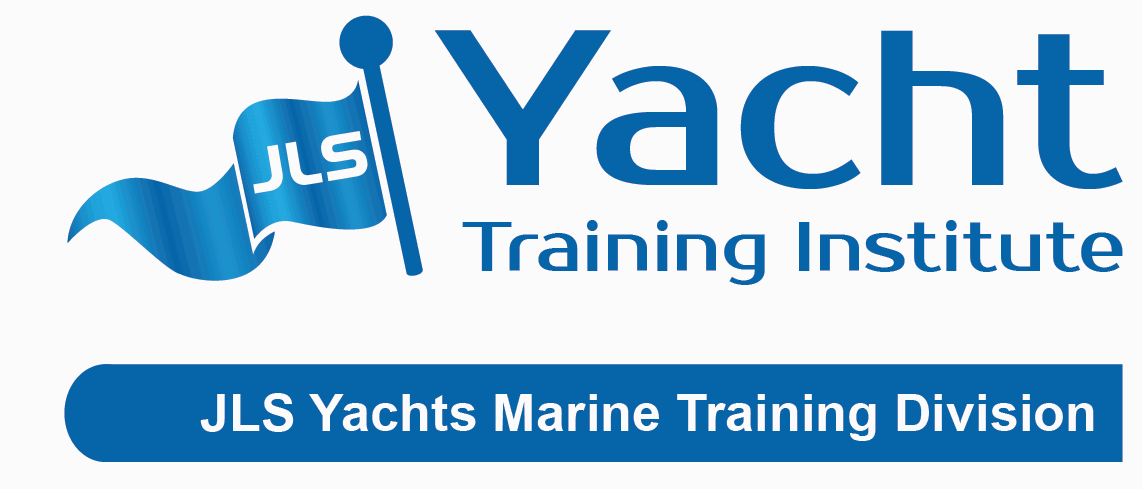 JLS
Yacht
Training Institute
JLS Yachts Marine Training Division